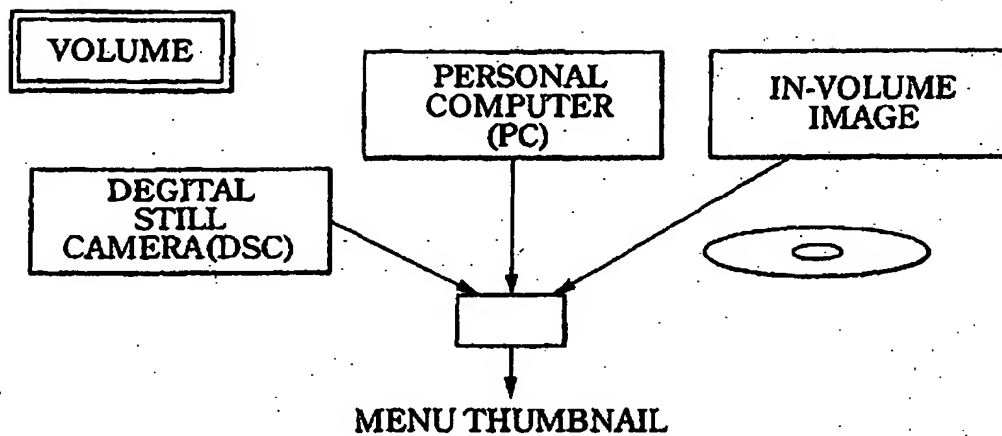 VOLUME
PERSONAL
COMPUTER
(PC)
IN-VOLUME
IMAGE
DEGITAL
STILL
CAMERA(DSC)
MENU THUMBNAIL